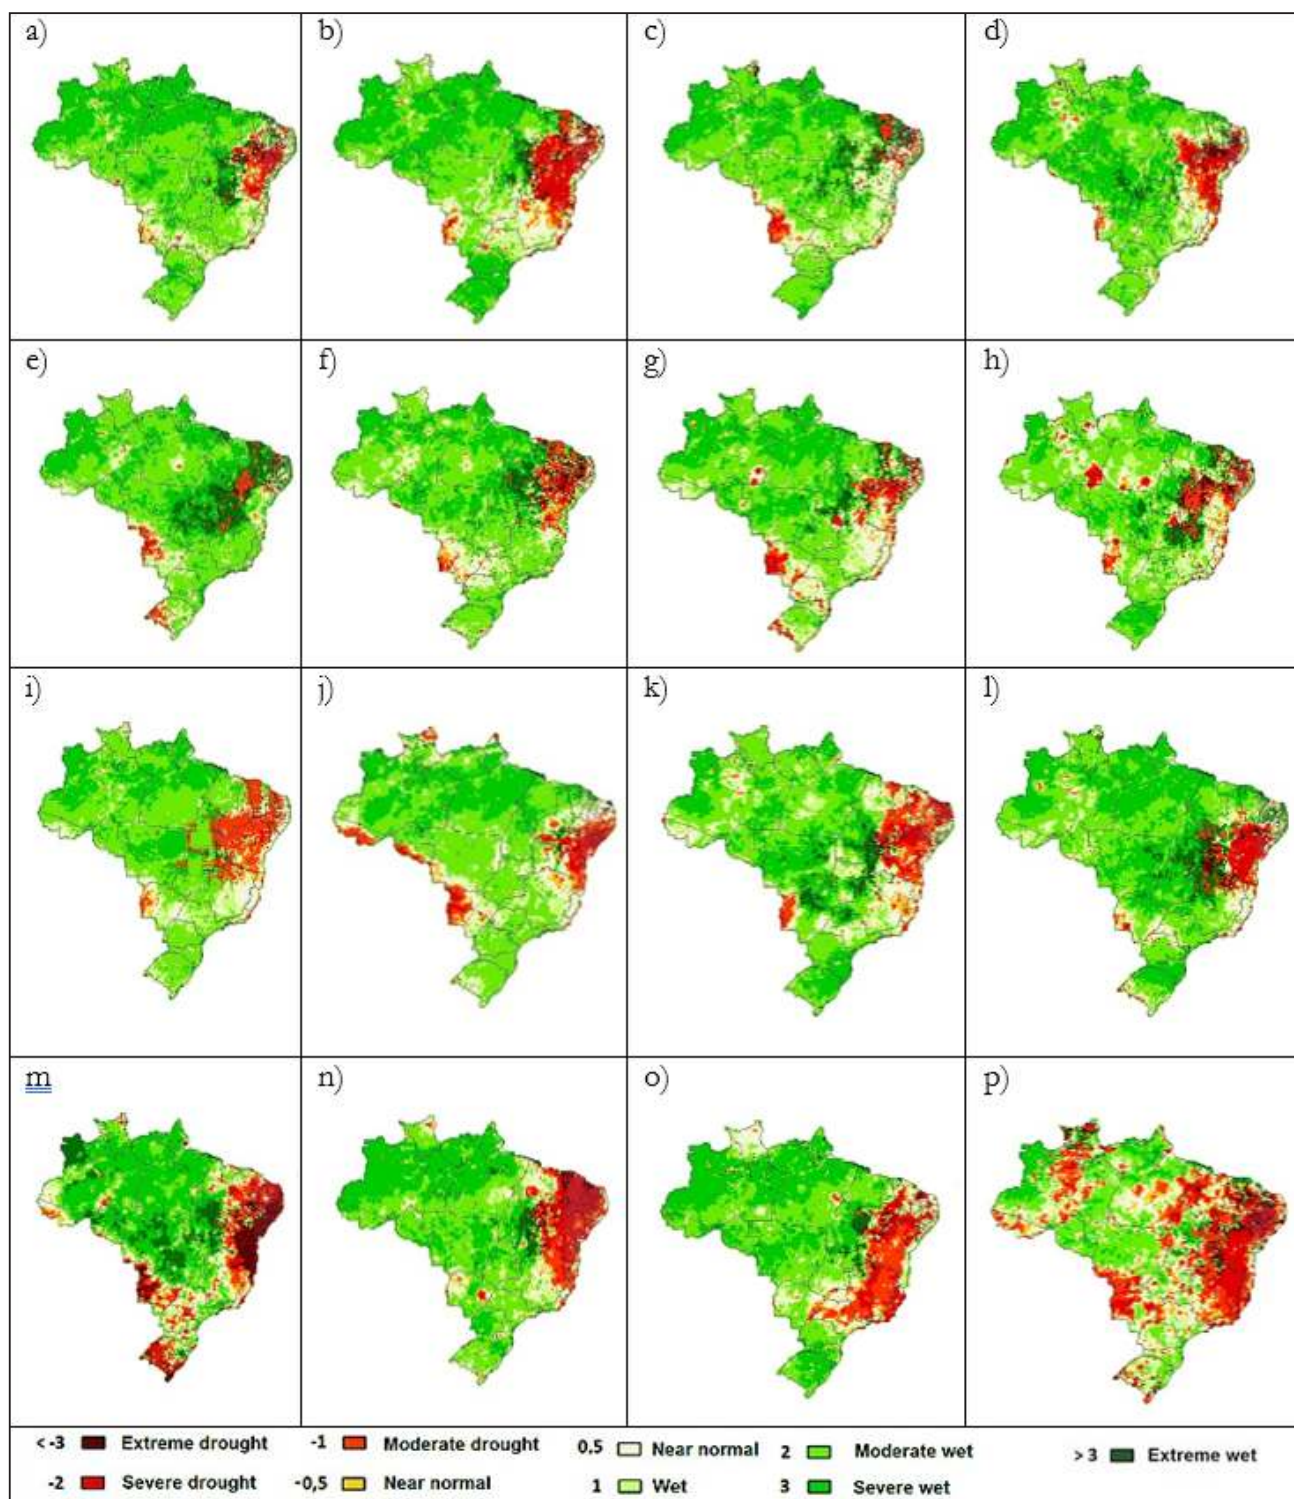 a) b) c) d)
e) f) g) h)
i) j) k) l)
m n) o) p)
< -3 Extreme drought -1 Moderate drought 0.5 Near normal 2 Moderate wet > 3 Extreme wet
-2 Severe drought -0,5 Near normal 1 Wet 3 Severe wet